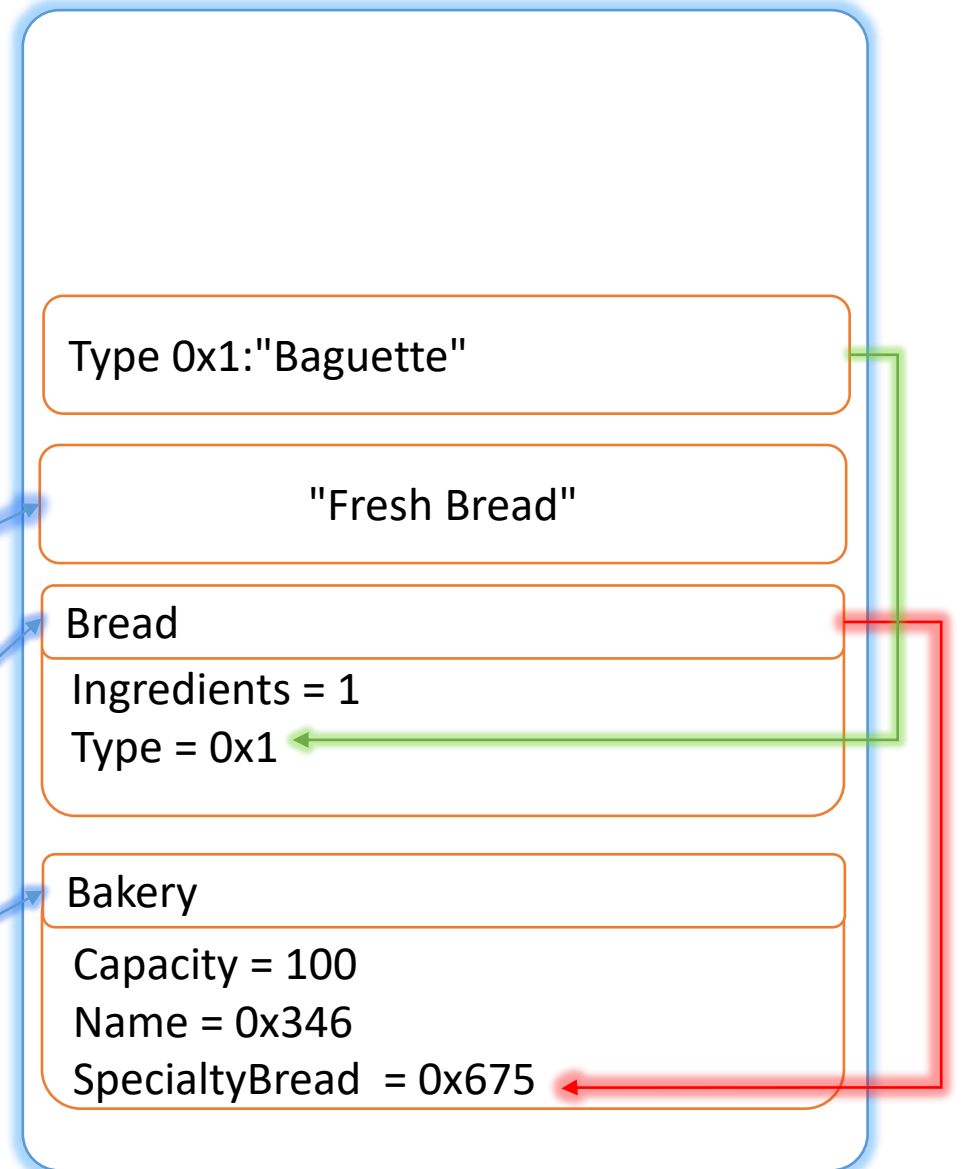 Type 0x1:"Baguette"
"Fresh Bread"
Bread
Ingredients = 1
Type = 0x1
Bakery
Capacity = 100
Name = 0x346
SpecialtyBread  = 0x675